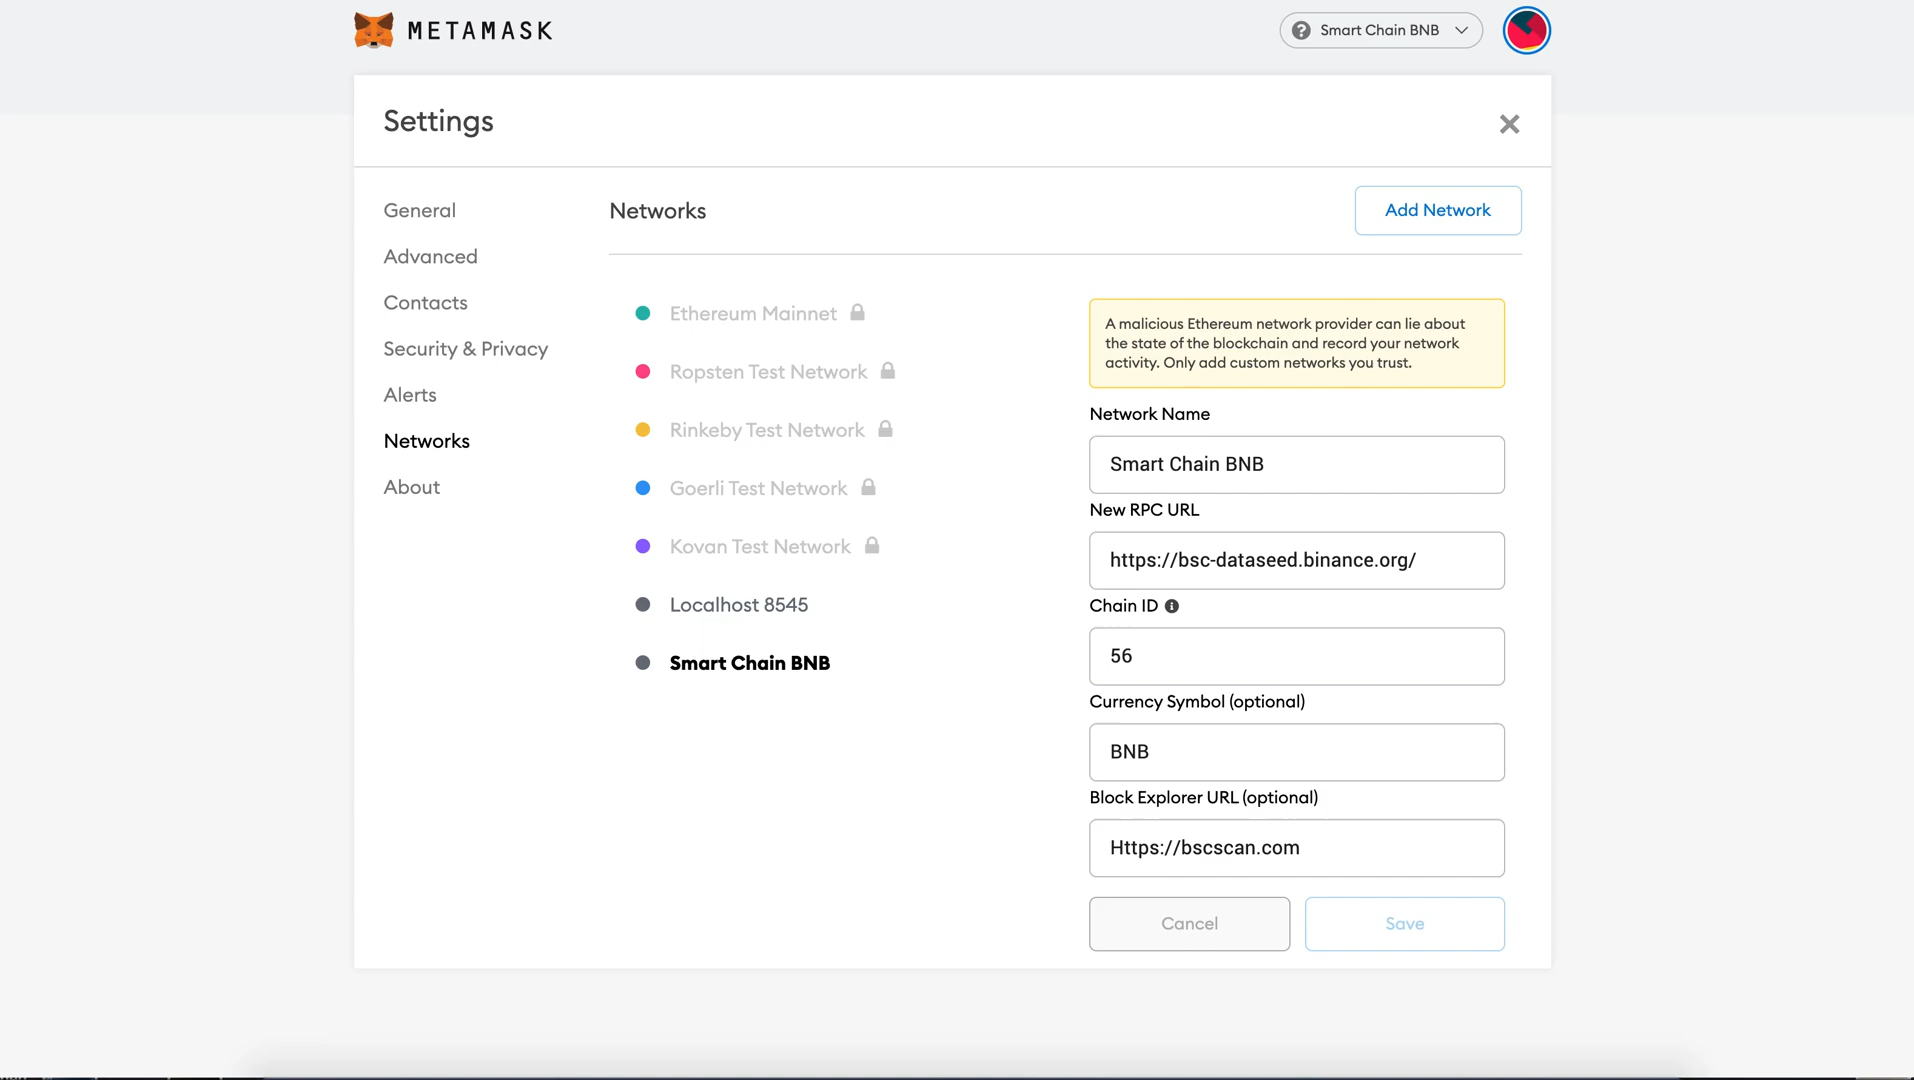 METAMASK
Smart Chain BNB
Settings
General
Advanced
Contacts
Security & Privacy
Alerts
Networks
About
Networks
Add Network
Ethereum Mainnet
Ropsten Test Network
Rinkeby Test Network
Goerli Test Network
Kovan Test Network
Localhost 8545
Smart Chain BNB
A malicious Ethereum network provider can lie about
the state of the blockchain and record your network
activity. Only add custom networks you trust.
Network Name
Smart Chain BNB
New RPC URL
https://bsc-dataseed.binance.org/
Chain ID
56
Currency Symbol (optional)
BNB
Block Explorer URL (optional)
Https://bscscan.com
Cancel
Save